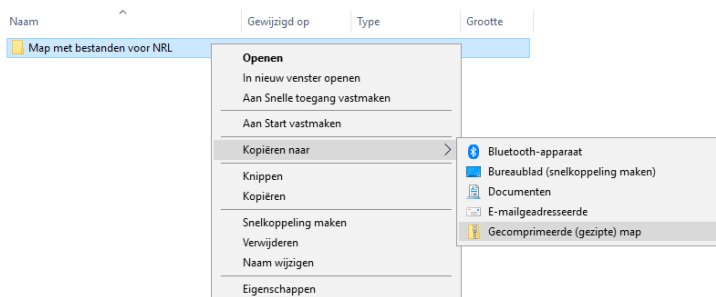 Naam Gewijzigd op Type Grootte
Map met bestanden voor NRL
Openen
In nieuw venster openen
Aan Snelle toegang vastmaken
Aan Start vastmaken
Kopiëren naar
Knippen
Kopiëren
Snelkoppeling maken
Verwijderen
Naam wijzigen
Eigenschappen
Bluetooth-apparaat
Bureaublad (snelkoppeling maken)
Documenten
E-mailgeadresseerde
Gecomprimeerde (gezipte) map